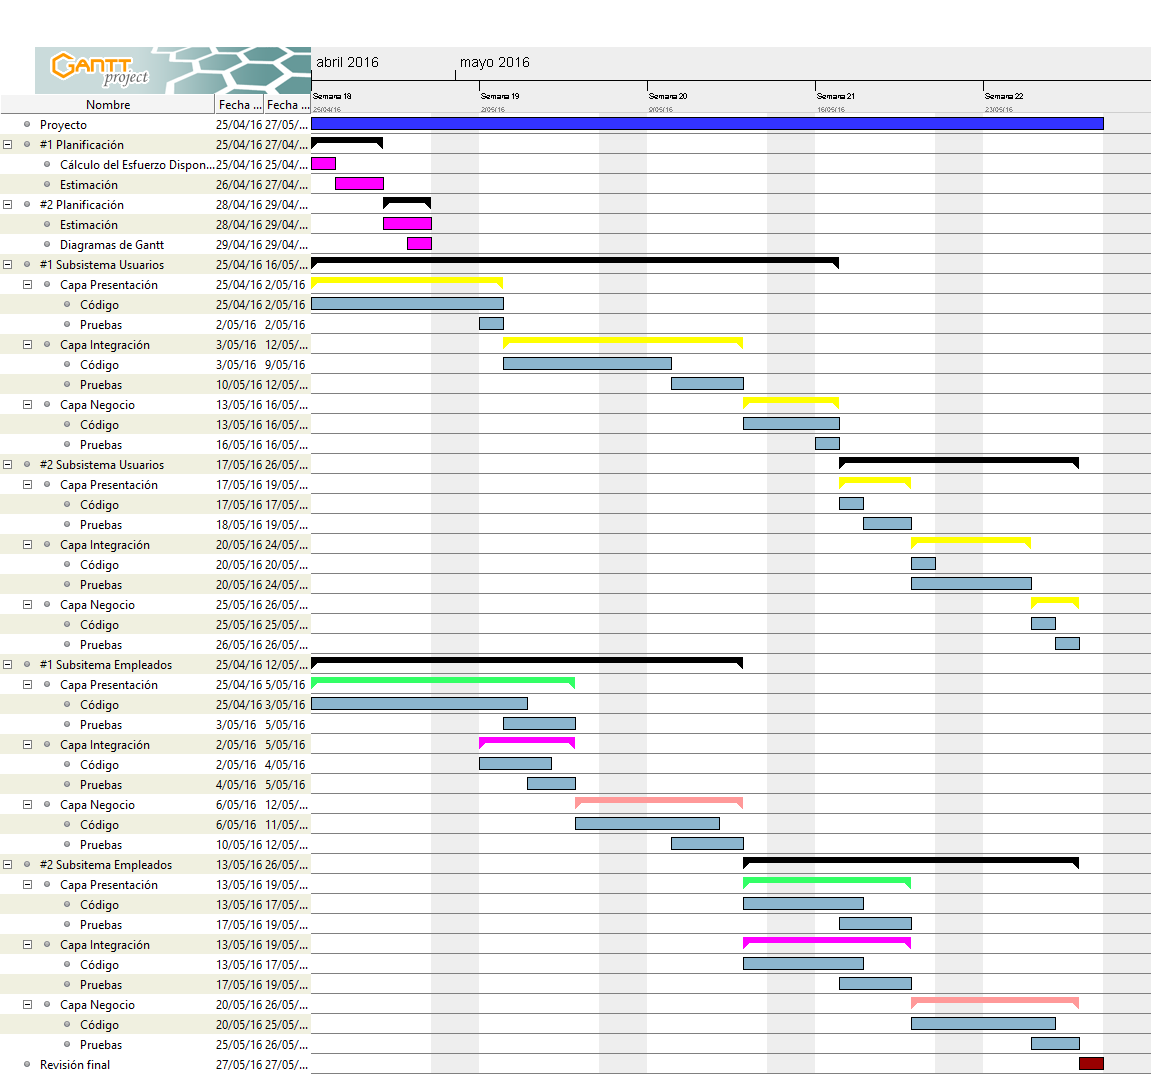 GANTT
project
abril 2016 mayo 2016
Semana 18 Semana 19 Semana 20 Semana 21 Semana 22
25/04/16 2/05/16 9/05/16 16/05/16 23/05/16
Nombre Fecha ... Fecha ...
Proyecto 25/04/16 27/05/...
#1 Planificación 25/04/16 27/04/...
Cálculo del Esfuerzo Dispon... 25/04/16 25/04/...
Estimación 26/04/16 27/04/...
#2 Planificación 28/04/16 29/04/...
Estimación 28/04/16 29/04/...
Diagramas de Gantt 29/04/16 29/04/...
#1 Subsistema Usuarios 25/04/16 16/05/...
Capa Presentación 25/04/16 2/05/16
Código 25/04/16 2/05/16
Pruebas 2/05/16 2/05/16
Capa Integración 3/05/16 12/05/...
Código 3/05/16 9/05/16
Pruebas 10/05/16 12/05/...
Capa Negocio 13/05/16 16/05/...
Código 13/05/16 16/05/...
Pruebas 16/05/16 16/05/...
#2 Subsistema Usuarios 17/05/16 26/05/...
Capa Presentación 17/05/16 19/05/...
Código 17/05/16 17/05/...
Pruebas 18/05/16 19/05/...
Capa Integración 20/05/16 24/05/...
Código 20/05/16 20/05/...
Pruebas 20/05/16 24/05/...
Capa Negocio 25/05/16 26/05/...
Código 25/05/16 25/05/...
Pruebas 26/05/16 26/05/...
#1 Subsitema Empleados 25/04/16 12/05/...
Capa Presentación 25/04/16 5/05/16
Código 25/04/16 3/05/16
Pruebas 3/05/16 5/05/16
Capa Integración 2/05/16 5/05/16
Código 2/05/16 4/05/16
Pruebas 4/05/16 5/05/16
Capa Negocio 6/05/16 12/05/...
Código 6/05/16 11/05/...
Pruebas 10/05/16 12/05/...
#2 Subsitema Empleados 13/05/16 26/05/...
Capa Presentación 13/05/16 19/05/...
Código 13/05/16 17/05/...
Pruebas 17/05/16 19/05/...
Capa Integración 13/05/16 19/05/...
Código 13/05/16 17/05/...
Pruebas 17/05/16 19/05/...
Capa Negocio 20/05/16 26/05/...
Código 20/05/16 25/05/...
Pruebas 25/05/16 26/05/...
Revisión final 27/05/16 27/05/...